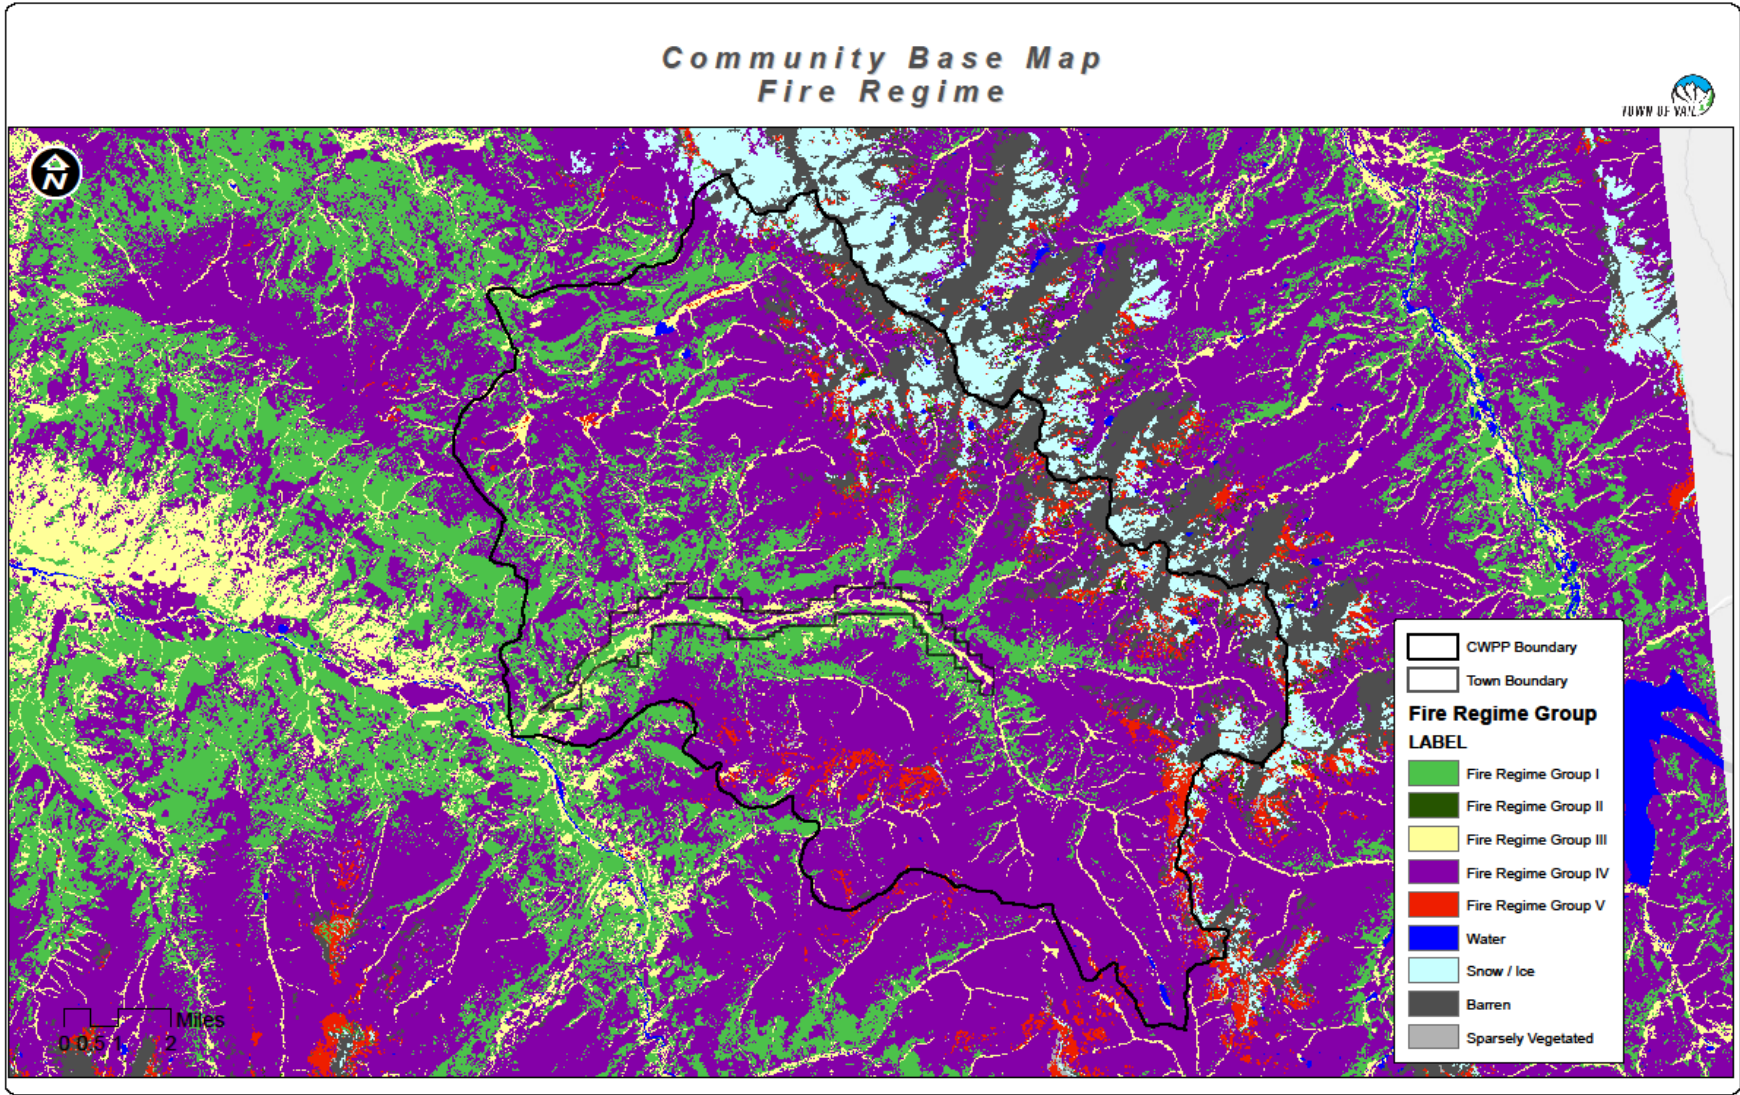 Community Base Map
Fire Regime
TOWN OF VAIL
N
CWPP Boundary
Town Boundary
Fire Regime Group
LABEL
Fire Regime Group I
Fire Regime Group II
Fire Regime Group III
Fire Regime Group IV
Fire Regime Group V
Water
Snow / Ice
Barren
Sparsely Vegetated
Miles
0 0.5 1 2